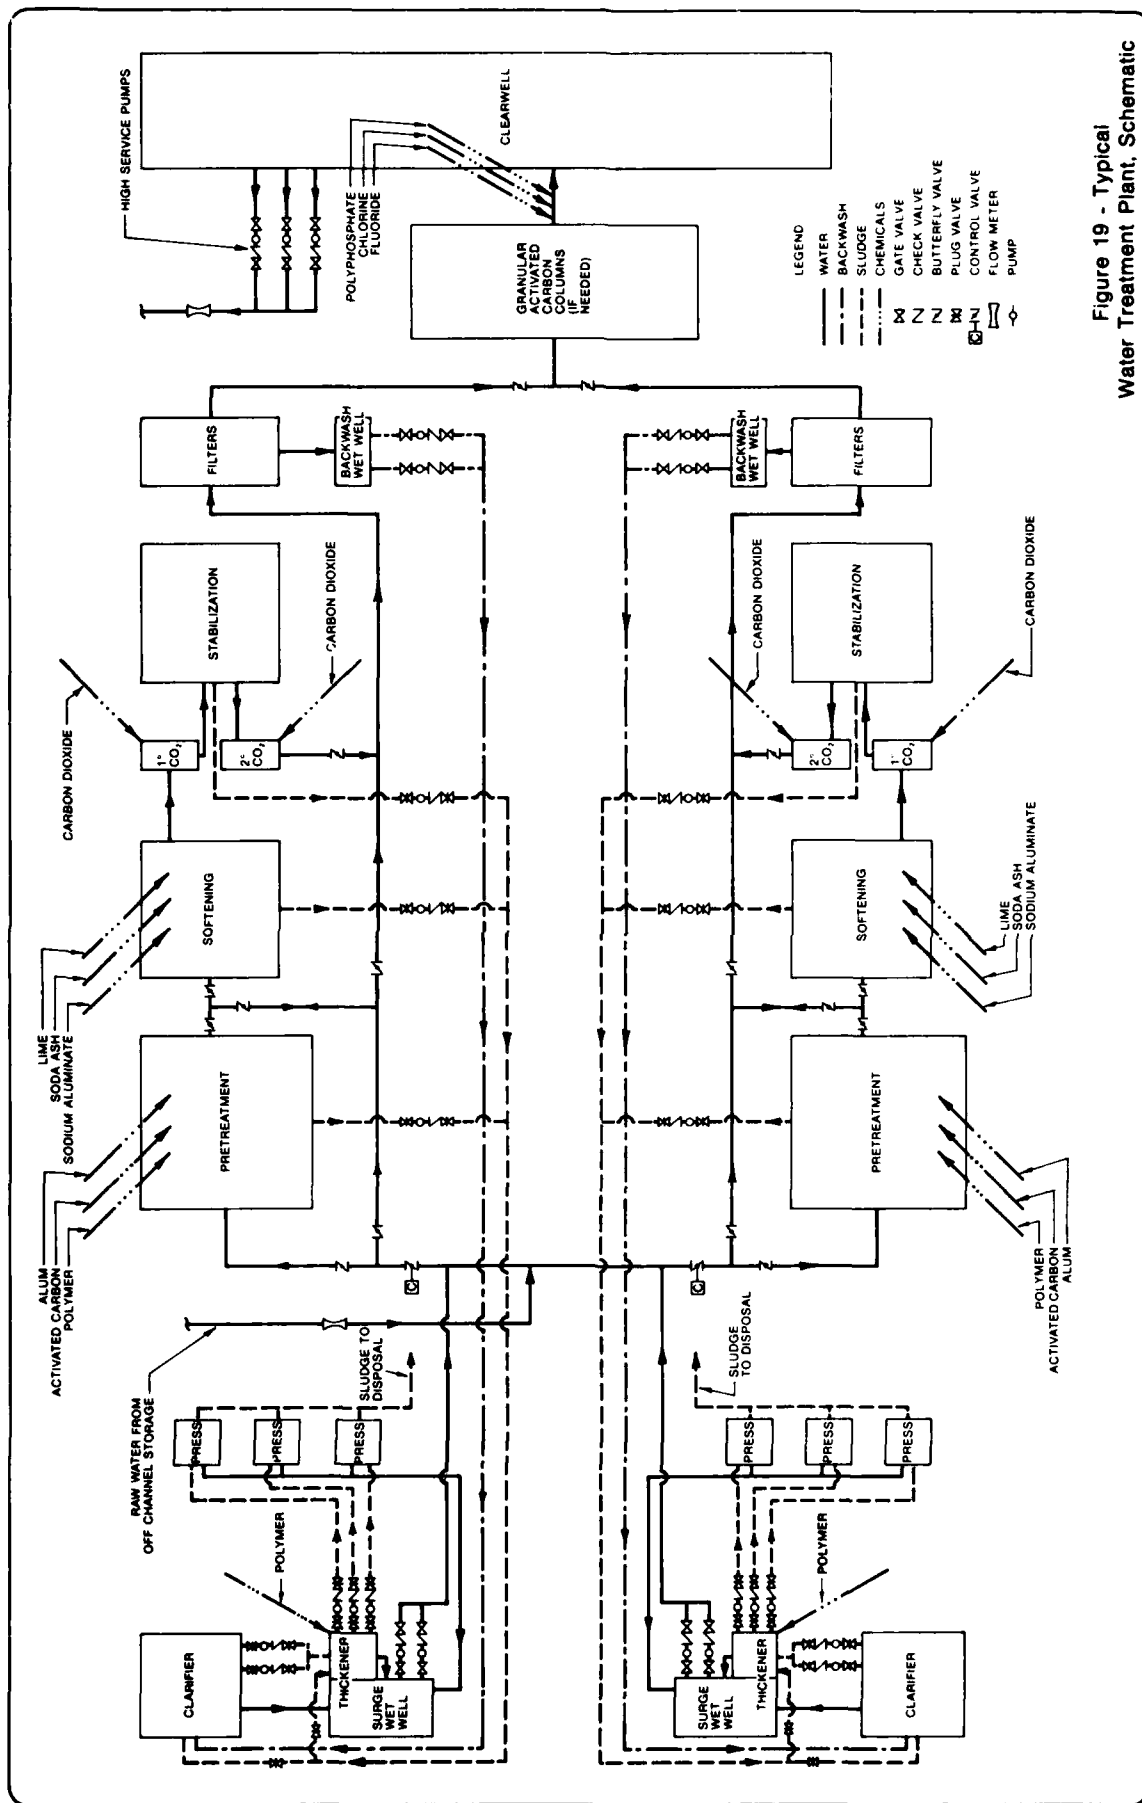 HIGH SERVICE PUMPS
POLYPHOSPHATE
CHLORINE
FLUORIDE
CLEARWELL
GRANULAR
ACTIVATED
CARBON
COLUMNS
(IF
NEEDED)
LEGEND
WATER
BACKWASH
SLUDGE
CHEMICALS
GATE VALVE
CHECK VALVE
BUTTERFLY VALVE
PLUG VALVE
C CONTROL VALVE
FLOW METER
PUMP
FILTERS
BACKWASH
WET WELL
BACKWASH
WET WELL
FILTERS
STABILIZATION
CARBON DIOXIDE
CARBON DIOXIDE
STABILIZATION
CARBON DIOXIDE
CARBON DIOXIDE
1° CO2
2° CO2
2° CO2
1° CO2
LIME
SODA ASH
SODIUM ALUMINATE
SOFTENING
SOFTENING
LIME
SODA ASH
SODIUM ALUMINATE
ALUM
ACTIVATED CARBON
POLYMER
PRETREATMENT
PRETREATMENT
POLYMER
ACTIVATED CARBON
ALUM
C
C
RAW WATER FROM
OFF CHANNEL STORAGE
SLUDGE TO
DISPOSAL
SLUDGE
TO DISPOSAL
PRESS
PRESS
PRESS
PRESS
PRESS
PRESS
POLYMER
POLYMER
CLARIFIER
THICKENER
SURGE
WET
WELL
SURGE
WET
WELL
THICKENER
CLARIFIER
Figure 19 - Typical
Water Treatment Plant, Schematic